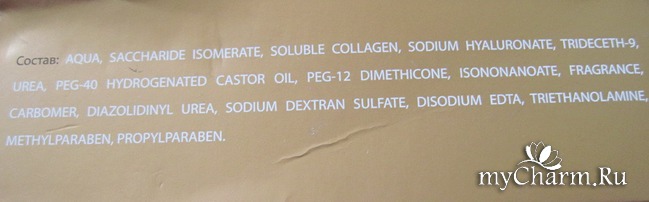 Состав: AQUA, SACCHARIDE ISOMERATE, SOLUBLE COLLAGEN, SODIUM HYALURONATE, TRIDECETH-9,
UREA, PEG-40 HYDROGENATED CASTOR OIL, PEG-12 DIMETHICONE, ISONONANOATE, FRAGRANCE,
CARBOMER, DIAZOLIDINYL UREA, SODIUM DEXTRAN SULFATE, DISODIUM EDTA, TRIETHANOLAMINE,
METHYLPARABEN, PROPYLPARABEN.
myCharm.Ru